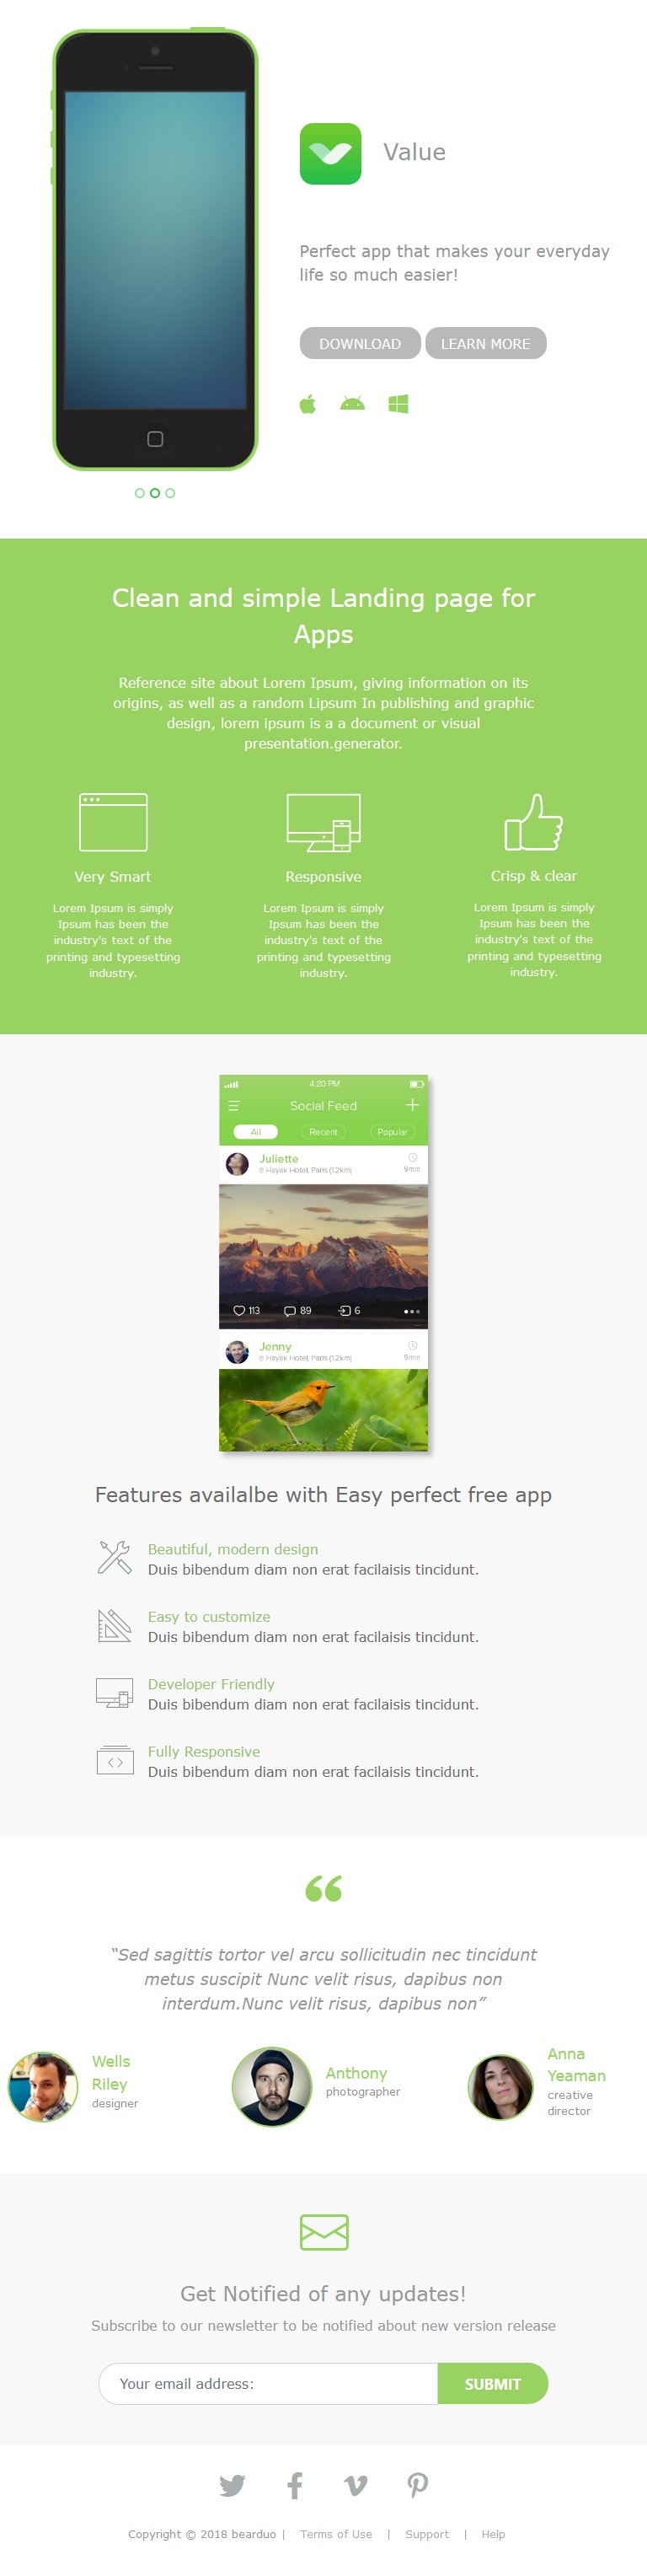 Value
Perfect app that makes your everyday
life so much easier!
DOWNLOAD LEARN MORE
Clean and simple Landing page for
Apps
Reference site about Lorem Ipsum, giving information on its
origins, as well as a random Lipsum In publishing and graphic
design, lorem ipsum is a a document or visual
presentation.generator.
Very Smart
Lorem Ipsum is simply
Ipsum has been the
industry's text of the
printing and typesetting
industry.
Responsive
Lorem Ipsum is simply
Ipsum has been the
industry's text of the
printing and typesetting
industry.
Crisp & clear
Lorem Ipsum is simply
Ipsum has been the
industry's text of the
printing and typesetting
industry.
4:20 PM
Social Feed
All Recent Popular
Juliette
Hayak Hotel, Paris (1.2km) 9min
113 89 6
Jenny
Hayak Hotel, Paris (1.2km) 9min
Features availalbe with Easy perfect free app
Beautiful, modern design
Duis bibendum diam non erat facilaisis tincidunt.
Easy to customize
Duis bibendum diam non erat facilaisis tincidunt.
Developer Friendly
Duis bibendum diam non erat facilaisis tincidunt.
Fully Responsive
Duis bibendum diam non erat facilaisis tincidunt.
“
“Sed sagittis tortor vel arcu sollicitudin nec tincidunt
metus suscipit Nunc velit risus, dapibus non
interdum.Nunc velit risus, dapibus non”
Wells
Riley
designer
Anthony
photographer
Anna
Yeaman
creative
director
Get Notified of any updates!
Subscribe to our newsletter to be notified about new version release
Your email address: SUBMIT
Copyright © 2018 bearduo | Terms of Use | Support | Help